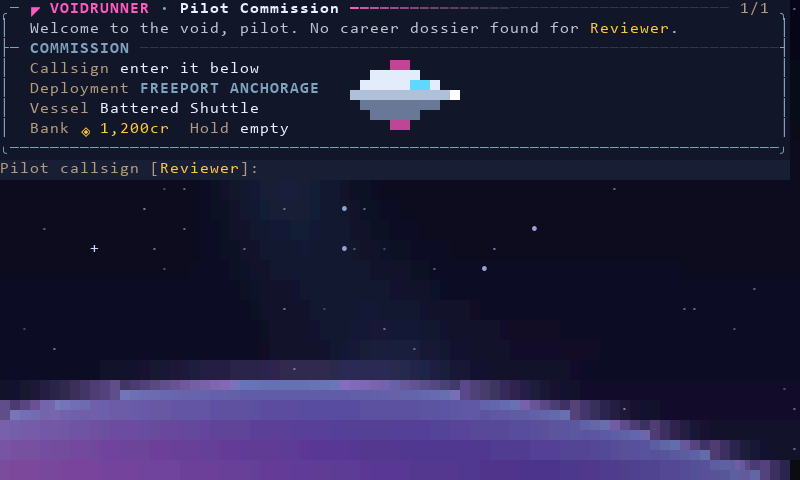 VOIDRUNNER · Pilot Commission 1/1
Welcome to the void, pilot. No career dossier found for Reviewer.
COMMISSION
Callsign enter it below
Deployment FREEPORT ANCHORAGE
Vessel Battered Shuttle
Bank ◈ 1,200cr Hold empty
Pilot callsign [Reviewer]: